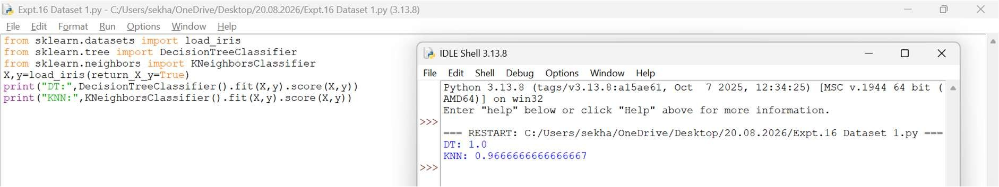 Expt.16 Dataset 1.py - C:/Users/sekha/OneDrive/Desktop/20.08.2026/Expt.16 Dataset 1.py (3.13.8)
File Edit Format Run Options Window Help
from sklearn.datasets import load_iris
from sklearn.tree import DecisionTreeClassifier
from sklearn.neighbors import KNeighborsClassifier
X,y=load_iris(return_X_y=True)
print("DT:",DecisionTreeClassifier().fit(X,y).score(X,y))
print("KNN:",KNeighborsClassifier().fit(X,y).score(X,y))
IDLE Shell 3.13.8
File Edit Shell Debug Options Window Help
Python 3.13.8 (tags/v3.13.8:a15ae61, Oct  7 2025, 12:34:25) [MSC v.1944 64 bit (
AMD64)] on win32
Enter "help" below or click "Help" above for more information.
>>>
=== RESTART: C:/Users/sekha/OneDrive/Desktop/20.08.2026/Expt.16 Dataset 1.py ===
DT: 1.0
KNN: 0.9666666666666667
>>>